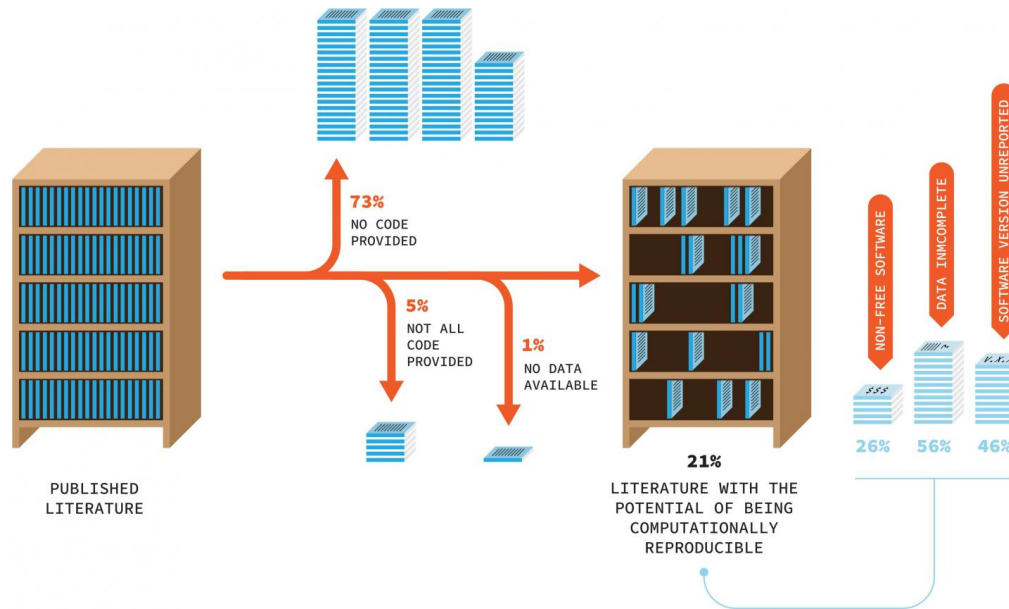 73%
NO CODE
PROVIDED
5%
NOT ALL
CODE
PROVIDED
1%
NO DATA
AVAILABLE
PUBLISHED
LITERATURE
21%
LITERATURE WITH THE
POTENTIAL OF BEING
COMPUTATIONALLY
REPRODUCIBLE
NON-FREE SOFTWARE
DATA INMCOMPLETE
SOFTWARE VERSION UNREPORTED
$$$
V.X.
26%
56%
46%